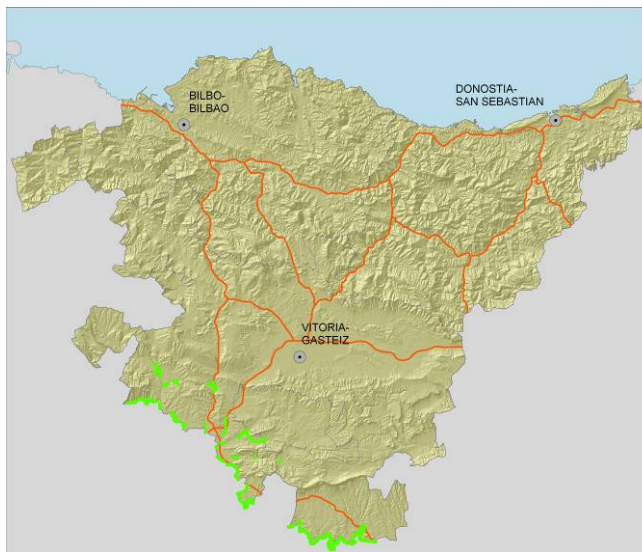 BILBO-
BILBAO
DONOSTIA-
SAN SEBASTIAN
VITORIA-
GASTEIZ